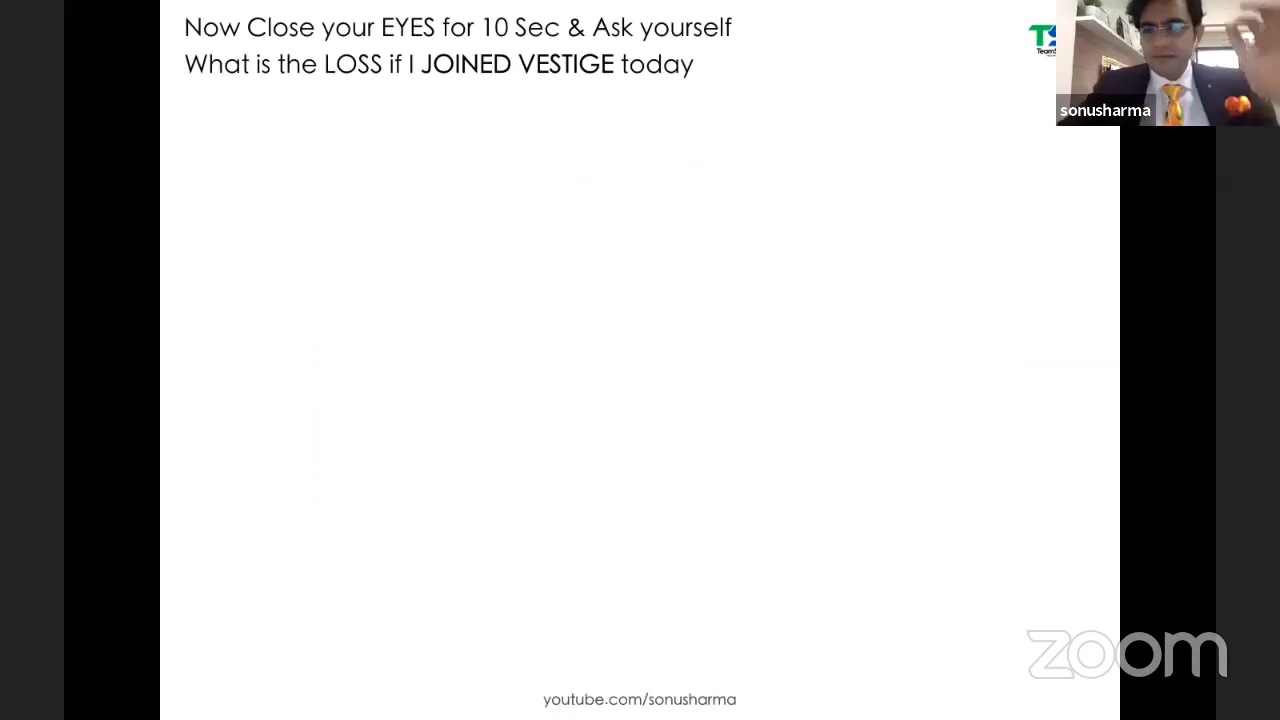 Now Close your EYES for 10 Sec & Ask yourself
What is the LOSS if I JOINED VESTIGE today
sonusharma
zoom
youtube.com/sonusharma